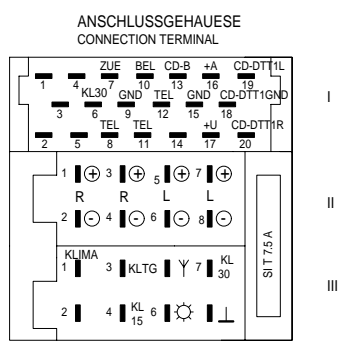 ANSCHLUSSGEHAEUSE
CONNECTION TERMINAL
ZUE BEL CD-B +A CD-DTT1L
1 4 7 10 13 16 19
I
KL30 GND TEL GND CD-DTT1GND
3 6 9 12 15 18
TEL TEL +U CD-DTT1R
2 5 8 11 14 17 20
1 + 3 + 5 + 7 +
R R L L
II
2 - 4 - 6 - 8 -
SI T 7.5 A
KLIMA
1 3 KLTG 7 KL 30
III
2 4 KL 15 6